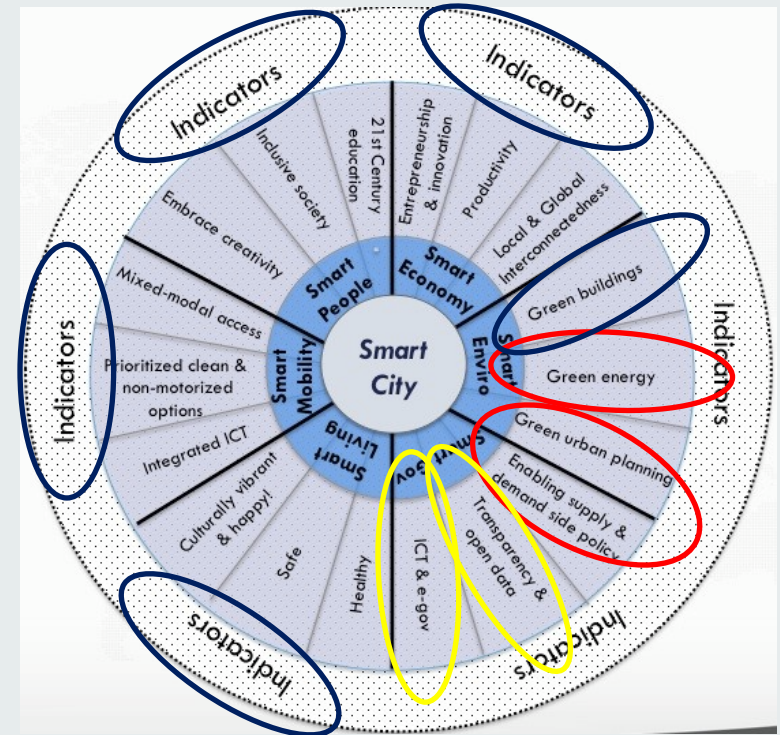 Smart
City
Smart
Economy
Entrepreneurship
& innovation
Productivity
Local & Global
Interconnectedness
Indicators
Smart
Enviro
Green buildings
Green energy
Green urban planning
Indicators
Smart Gov
Enabling supply &
demand side policy
Transparency &
open data
ICT & e-gov
Indicators
Smart
Living
Healthy
Safe
Culturally vibrant
& happy!
Indicators
Smart
Mobility
Integrated ICT
Prioritized clean &
non-motorized
options
Mixed-modal access
Indicators
Smart
People
Embrace creativity
Inclusive society
21st Century
education
Indicators